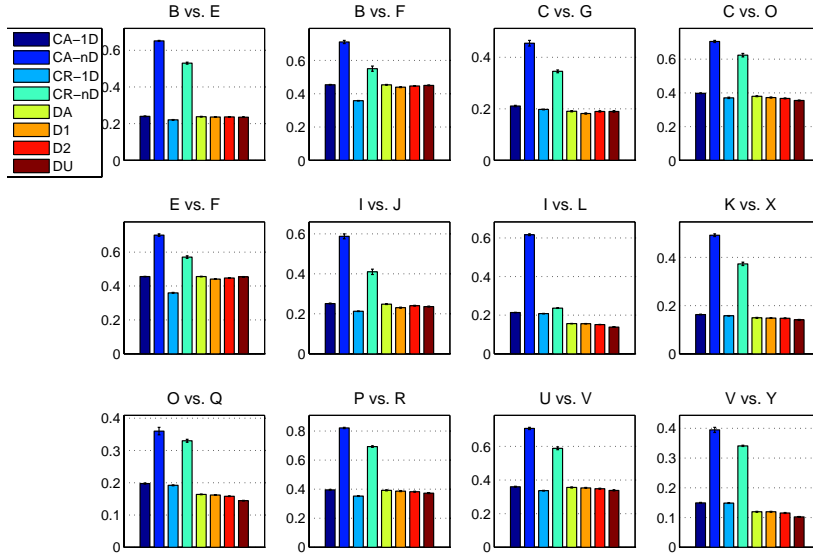 B vs. E
B vs. F
C vs. G
C vs. O
CA−1D
CA−nD
CR−1D
CR−nD
DA
D1
D2
DU
0.6
0.4
0.2
0
0.6
0.4
0.2
0
0.4
0.2
0
0.6
0.4
0.2
0
E vs. F
I vs. J
I vs. L
K vs. X
0.6
0.4
0.2
0
0.6
0.4
0.2
0
0.6
0.4
0.2
0
0.4
0.2
0
O vs. Q
P vs. R
U vs. V
V vs. Y
0.4
0.3
0.2
0.1
0
0.8
0.6
0.4
0.2
0
0.6
0.4
0.2
0
0.4
0.3
0.2
0.1
0